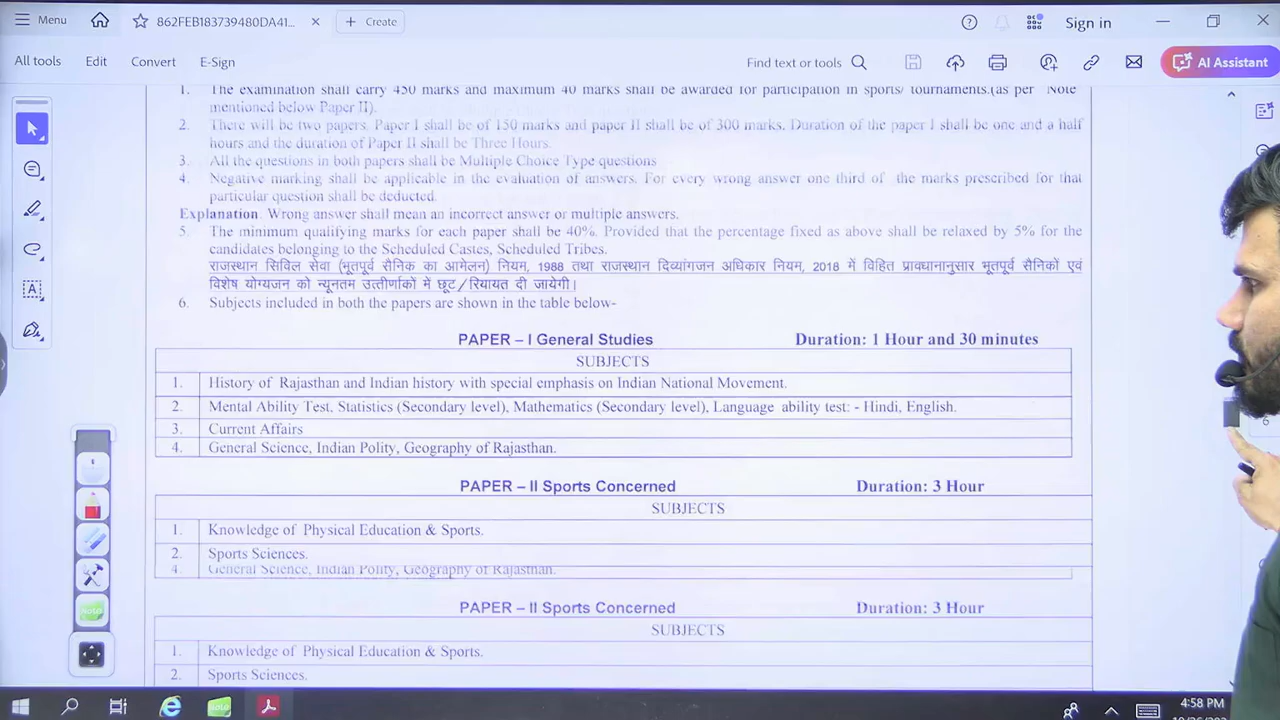 Menu
862FEB183739480DA41...
+ Create
Sign in
All tools Edit Convert E-Sign
Find text or tools
AI Assistant
1. The examination shall carry 450 marks and maximum 40 marks shall be awarded for participation in sports/ tournaments.(as per Note
mentioned below Paper II).
2. There will be two papers. Paper I shall be of 150 marks and paper II shall be of 300 marks. Duration of the paper I shall be one and a half
hours and the duration of Paper II shall be Three Hours.
3. All the questions in both papers shall be Multiple Choice Type questions
4. Negative marking shall be applicable in the evaluation of answers. For every wrong answer one third of the marks prescribed for that
particular question shall be deducted.
Explanation. Wrong answer shall mean an incorrect answer or multiple answers.
5. The minimum qualifying marks for each paper shall be 40%. Provided that the percentage fixed as above shall be relaxed by 5% for the
candidates belonging to the Scheduled Castes, Scheduled Tribes.
राजस्थान सिविल सेवा (भूतपूर्व सैनिक का आमेलन) नियम, 1988 तथा राजस्थान दिव्यांगजन अधिकार नियम, 2018 में विहित प्रावधानानुसार भूतपूर्व सैनिकों एवं
विशेष योग्यजन को न्यूनतम उत्तीर्णाकों मे छूट/रियायत दी जायेगी।
6. Subjects included in both the papers are shown in the table below-
PAPER – I General Studies Duration: 1 Hour and 30 minutes
SUBJECTS
1. History of Rajasthan and Indian history with special emphasis on Indian National Movement.
2. Mental Ability Test, Statistics (Secondary level), Mathematics (Secondary level), Language ability test: - Hindi, English.
3. Current Affairs
4. General Science, Indian Polity, Geography of Rajasthan.
PAPER – II Sports Concerned Duration: 3 Hour
SUBJECTS
1. Knowledge of Physical Education & Sports.
2. Sports Sciences.
4. General Science, Indian Polity, Geography of Rajasthan.
PAPER – II Sports Concerned Duration: 3 Hour
SUBJECTS
1. Knowledge of Physical Education & Sports.
2. Sports Sciences.
6
4:58 PM